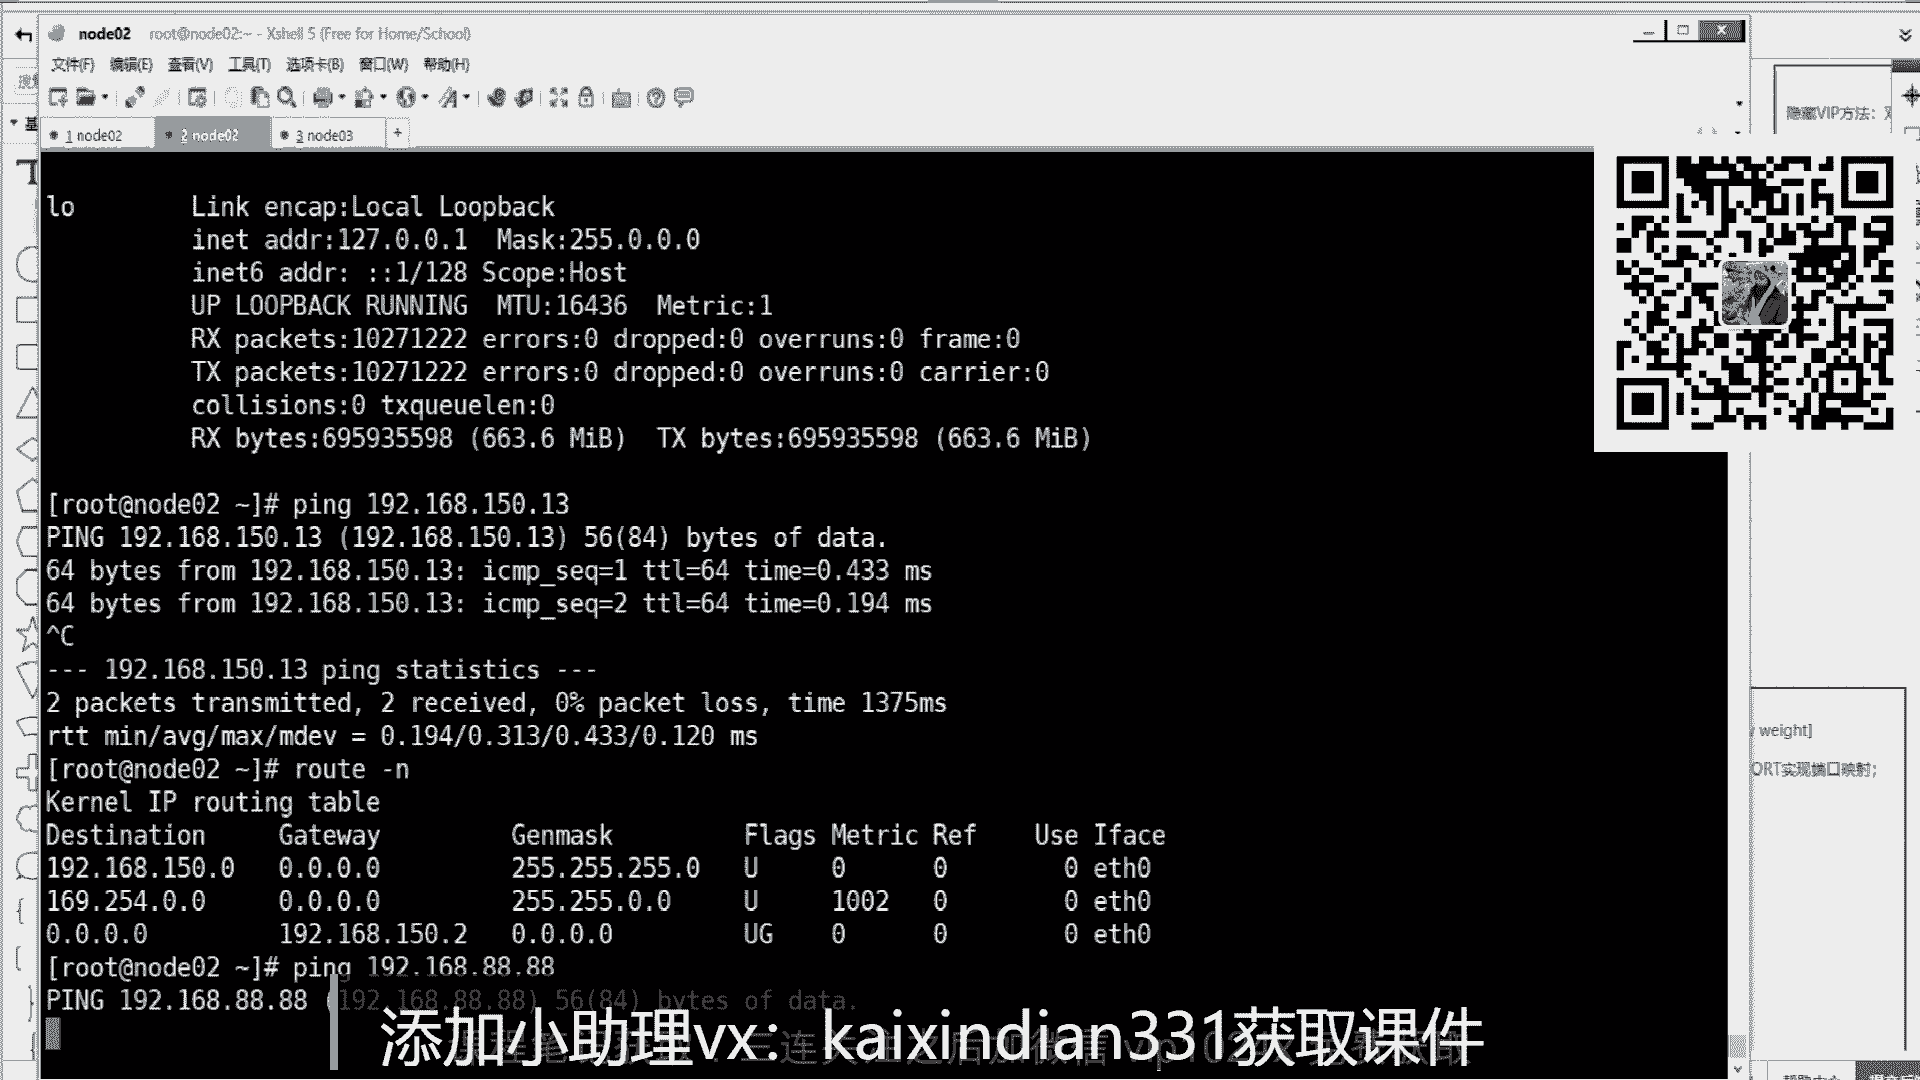 node02 root@node02:~ - Xshell 5 (Free for Home/School)
文件(F) 编辑(E) 查看(V) 工具(T) 选项卡(B) 窗口(W) 帮助(H)
1 node02 2 node02 3 node03 +
隐藏VIP方法：
lo Link encap:Local Loopback
inet addr:127.0.0.1 Mask:255.0.0.0
inet6 addr: ::1/128 Scope:Host
UP LOOPBACK RUNNING MTU:16436 Metric:1
RX packets:10271222 errors:0 dropped:0 overruns:0 frame:0
TX packets:10271222 errors:0 dropped:0 overruns:0 carrier:0
collisions:0 txqueuelen:0
RX bytes:695935598 (663.6 MiB) TX bytes:695935598 (663.6 MiB)
[root@node02 ~]# ping 192.168.150.13
PING 192.168.150.13 (192.168.150.13) 56(84) bytes of data.
64 bytes from 192.168.150.13: icmp_seq=1 ttl=64 time=0.433 ms
64 bytes from 192.168.150.13: icmp_seq=2 ttl=64 time=0.194 ms
^C
--- 192.168.150.13 ping statistics ---
2 packets transmitted, 2 received, 0% packet loss, time 1375ms
rtt min/avg/max/mdev = 0.194/0.313/0.433/0.120 ms
[root@node02 ~]# route -n
Kernel IP routing table
Destination Gateway Genmask Flags Metric Ref Use Iface
192.168.150.0 0.0.0.0 255.255.255.0 U 0 0 0 eth0
169.254.0.0 0.0.0.0 255.255.0.0 U 1002 0 0 eth0
0.0.0.0 192.168.150.2 0.0.0.0 UG 0 0 0 eth0
[root@node02 ~]# ping 192.168.88.88
PING 192.168.88.88 (192.168.88.88) 56(84) bytes of data.
weight]
ORT实现端口映射；
添加小助理vx：kaixindian331获取课件